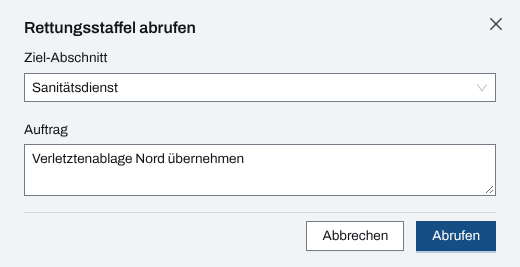 Rettungsstaffel abrufen
Ziel-Abschnitt
Sanitätsdienst
Auftrag
Verletztenablage Nord übernehmen
Abbrechen
Abrufen